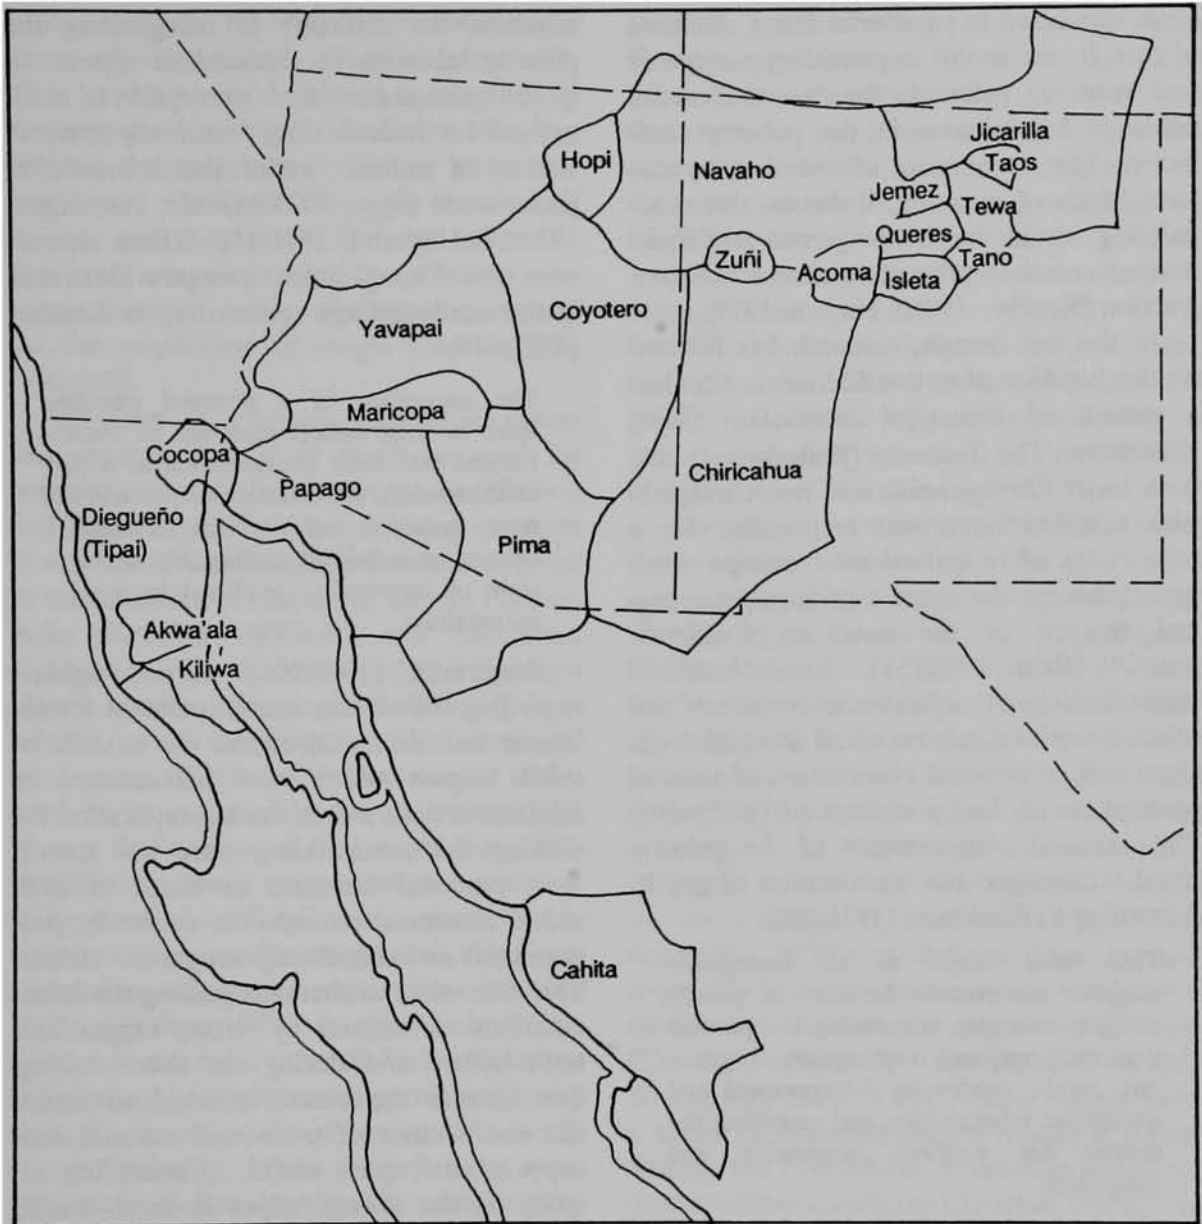 Jicarilla
Hopi
Navaho
Taos
Jemez
Tewa
Queres
Zuñi
Acoma
Tano
Isleta
Yavapai
Coyotero
Maricopa
Cocopa
Papago
Chiricahua
Diegueño
(Tipai)
Pima
Akwa'ala
Kiliwa
Cahita